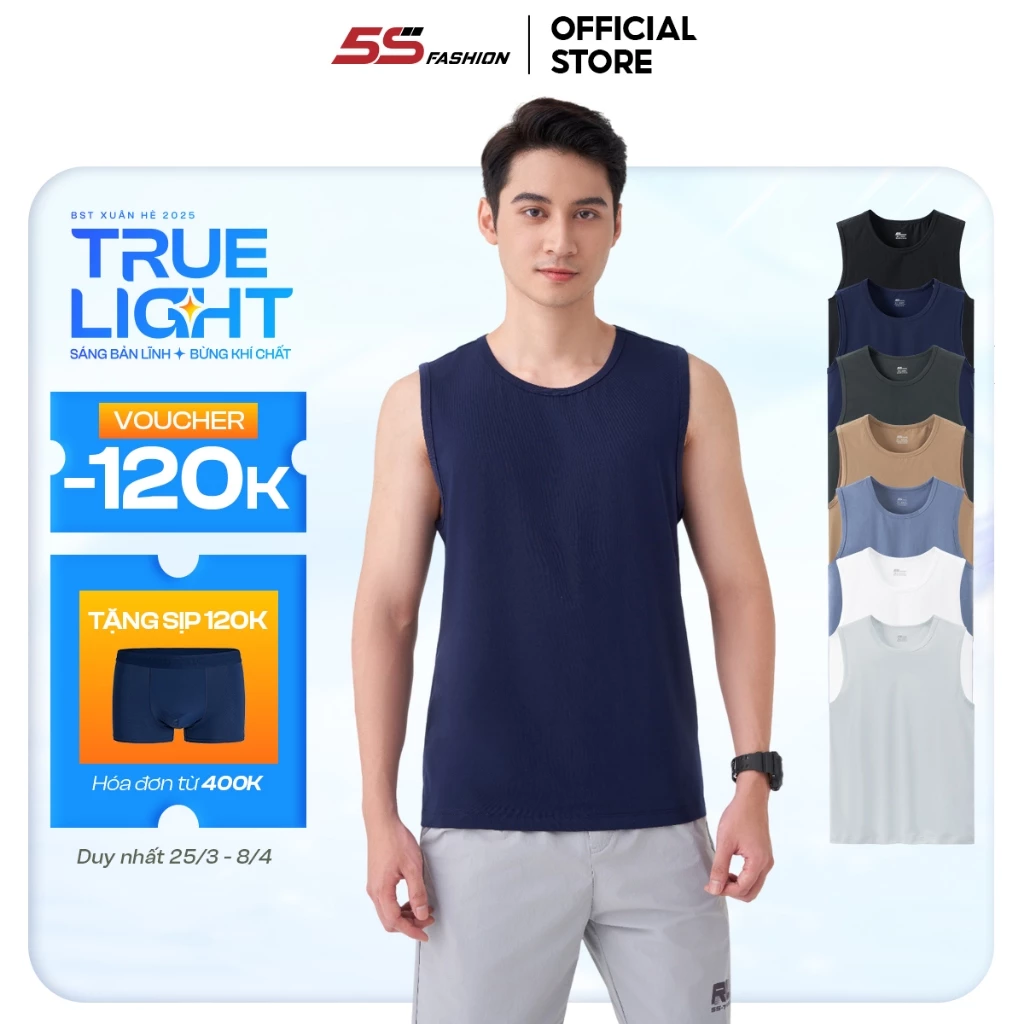 5S FASHION
OFFICIAL
STORE
BST XUÂN HÈ 2025
TRUE
LIGHT
SÁNG BẢN LĨNH ✦ BỪNG KHÍ CHẤT
VOUCHER
-120K
TẶNG SỊP 120K
Hóa đơn từ 400K
Duy nhất 25/3 - 8/4